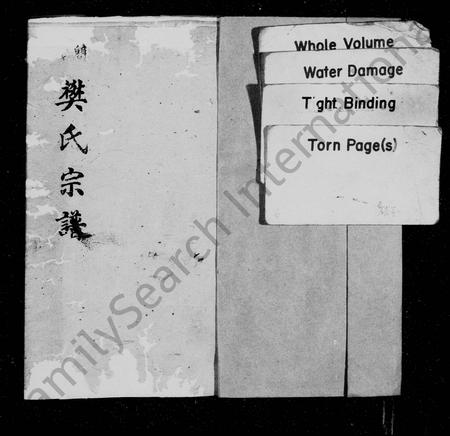 樊氏宗譜
Whole Volume
Water Damage
Tight Binding
Torn Page(s)
FamilySearch International